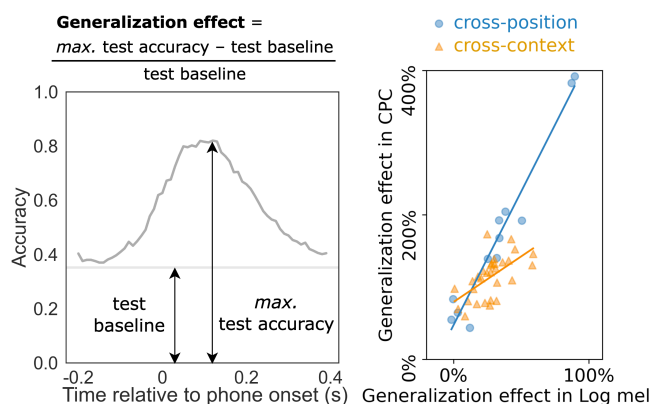 Generalization effect =
max. test accuracy – test baseline
test baseline
1.0
0.8
0.6
0.4
0.2
0.0
Accuracy
test
baseline
max.
test accuracy
-0.2
0
0.2
0.4
Time relative to phone onset (s)
cross-position
cross-context
400%
200%
0%
Generalization effect in CPC
0%
100%
Generalization effect in Log mel